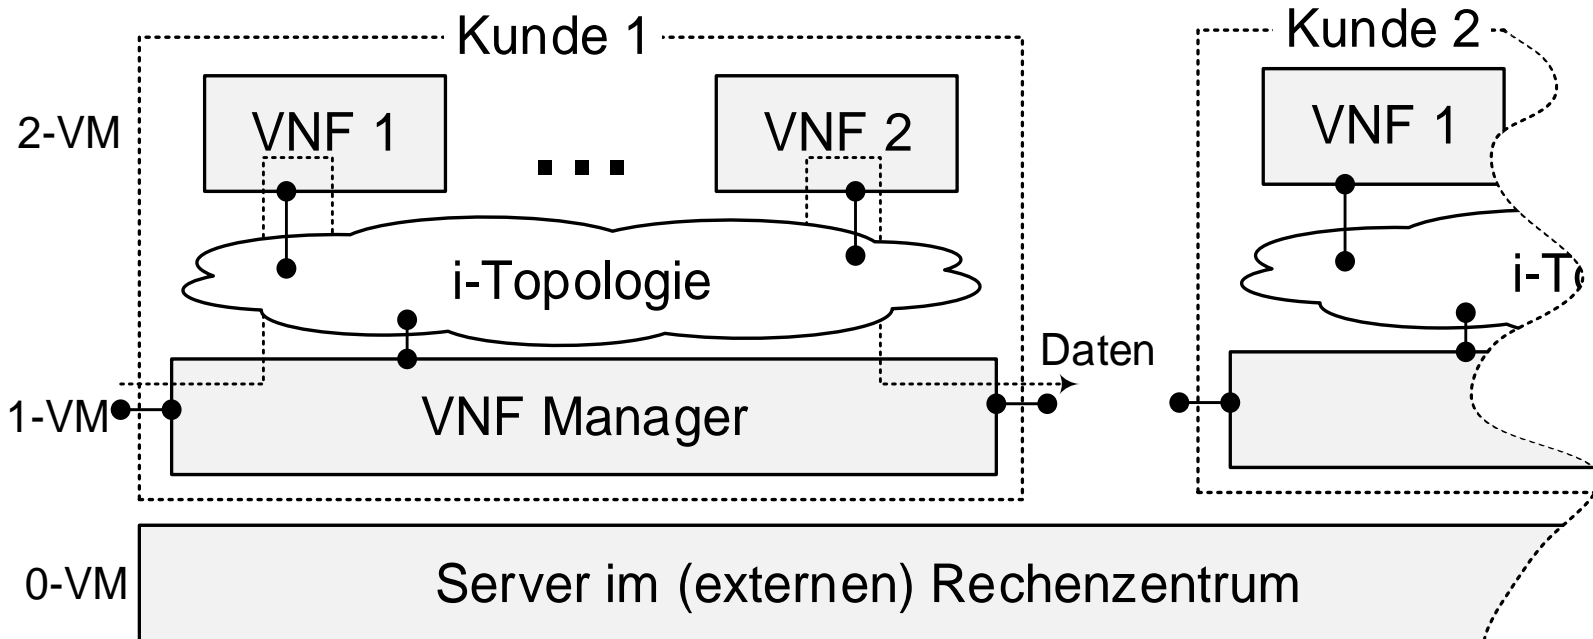 Kunde 1
Kunde 2
2-VM
VNF 1
...
VNF 2
VNF 1
i-Topologie
i-T
Daten
1-VM
VNF Manager
0-VM
Server im (externen) Rechenzentrum